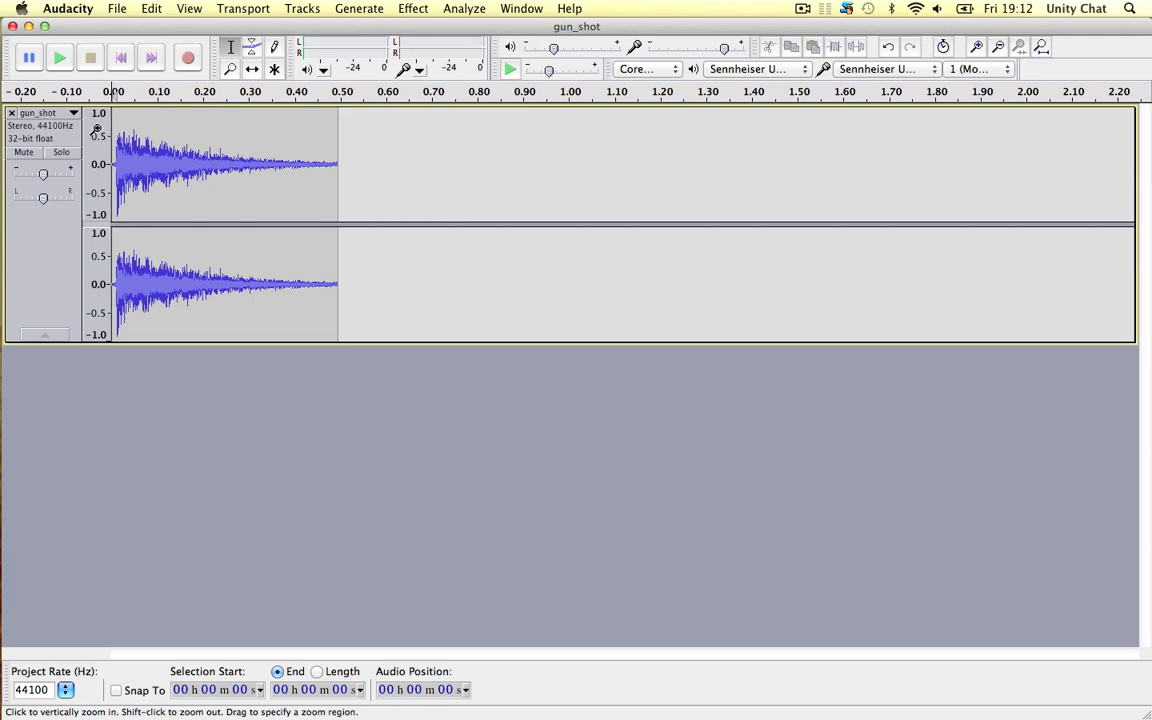 Audacity File Edit View Transport Tracks Generate Effect Analyze Window Help Fri 19:12 Unity Chat
gun_shot
L R -24 0 L R -24 0
Core... Sennheiser U... Sennheiser U... 1 (Mo...
- 0.20 - 0.10 0.00 0.10 0.20 0.30 0.40 0.50 0.60 0.70 0.80 0.90 1.00 1.10 1.20 1.30 1.40 1.50 1.60 1.70 1.80 1.90 2.00 2.10 2.20
gun_shot
Stereo, 44100Hz
32-bit float
Mute Solo
- +
L R
1.0
0.5
0.0
-0.5
-1.0
1.0
0.5
0.0
-0.5
-1.0
Project Rate (Hz): Selection Start: End Length Audio Position:
44100 Snap To 00 h 00 m 00 s 00 h 00 m 00 s 00 h 00 m 00 s
Click to vertically zoom in. Shift-click to zoom out. Drag to specify a zoom region.